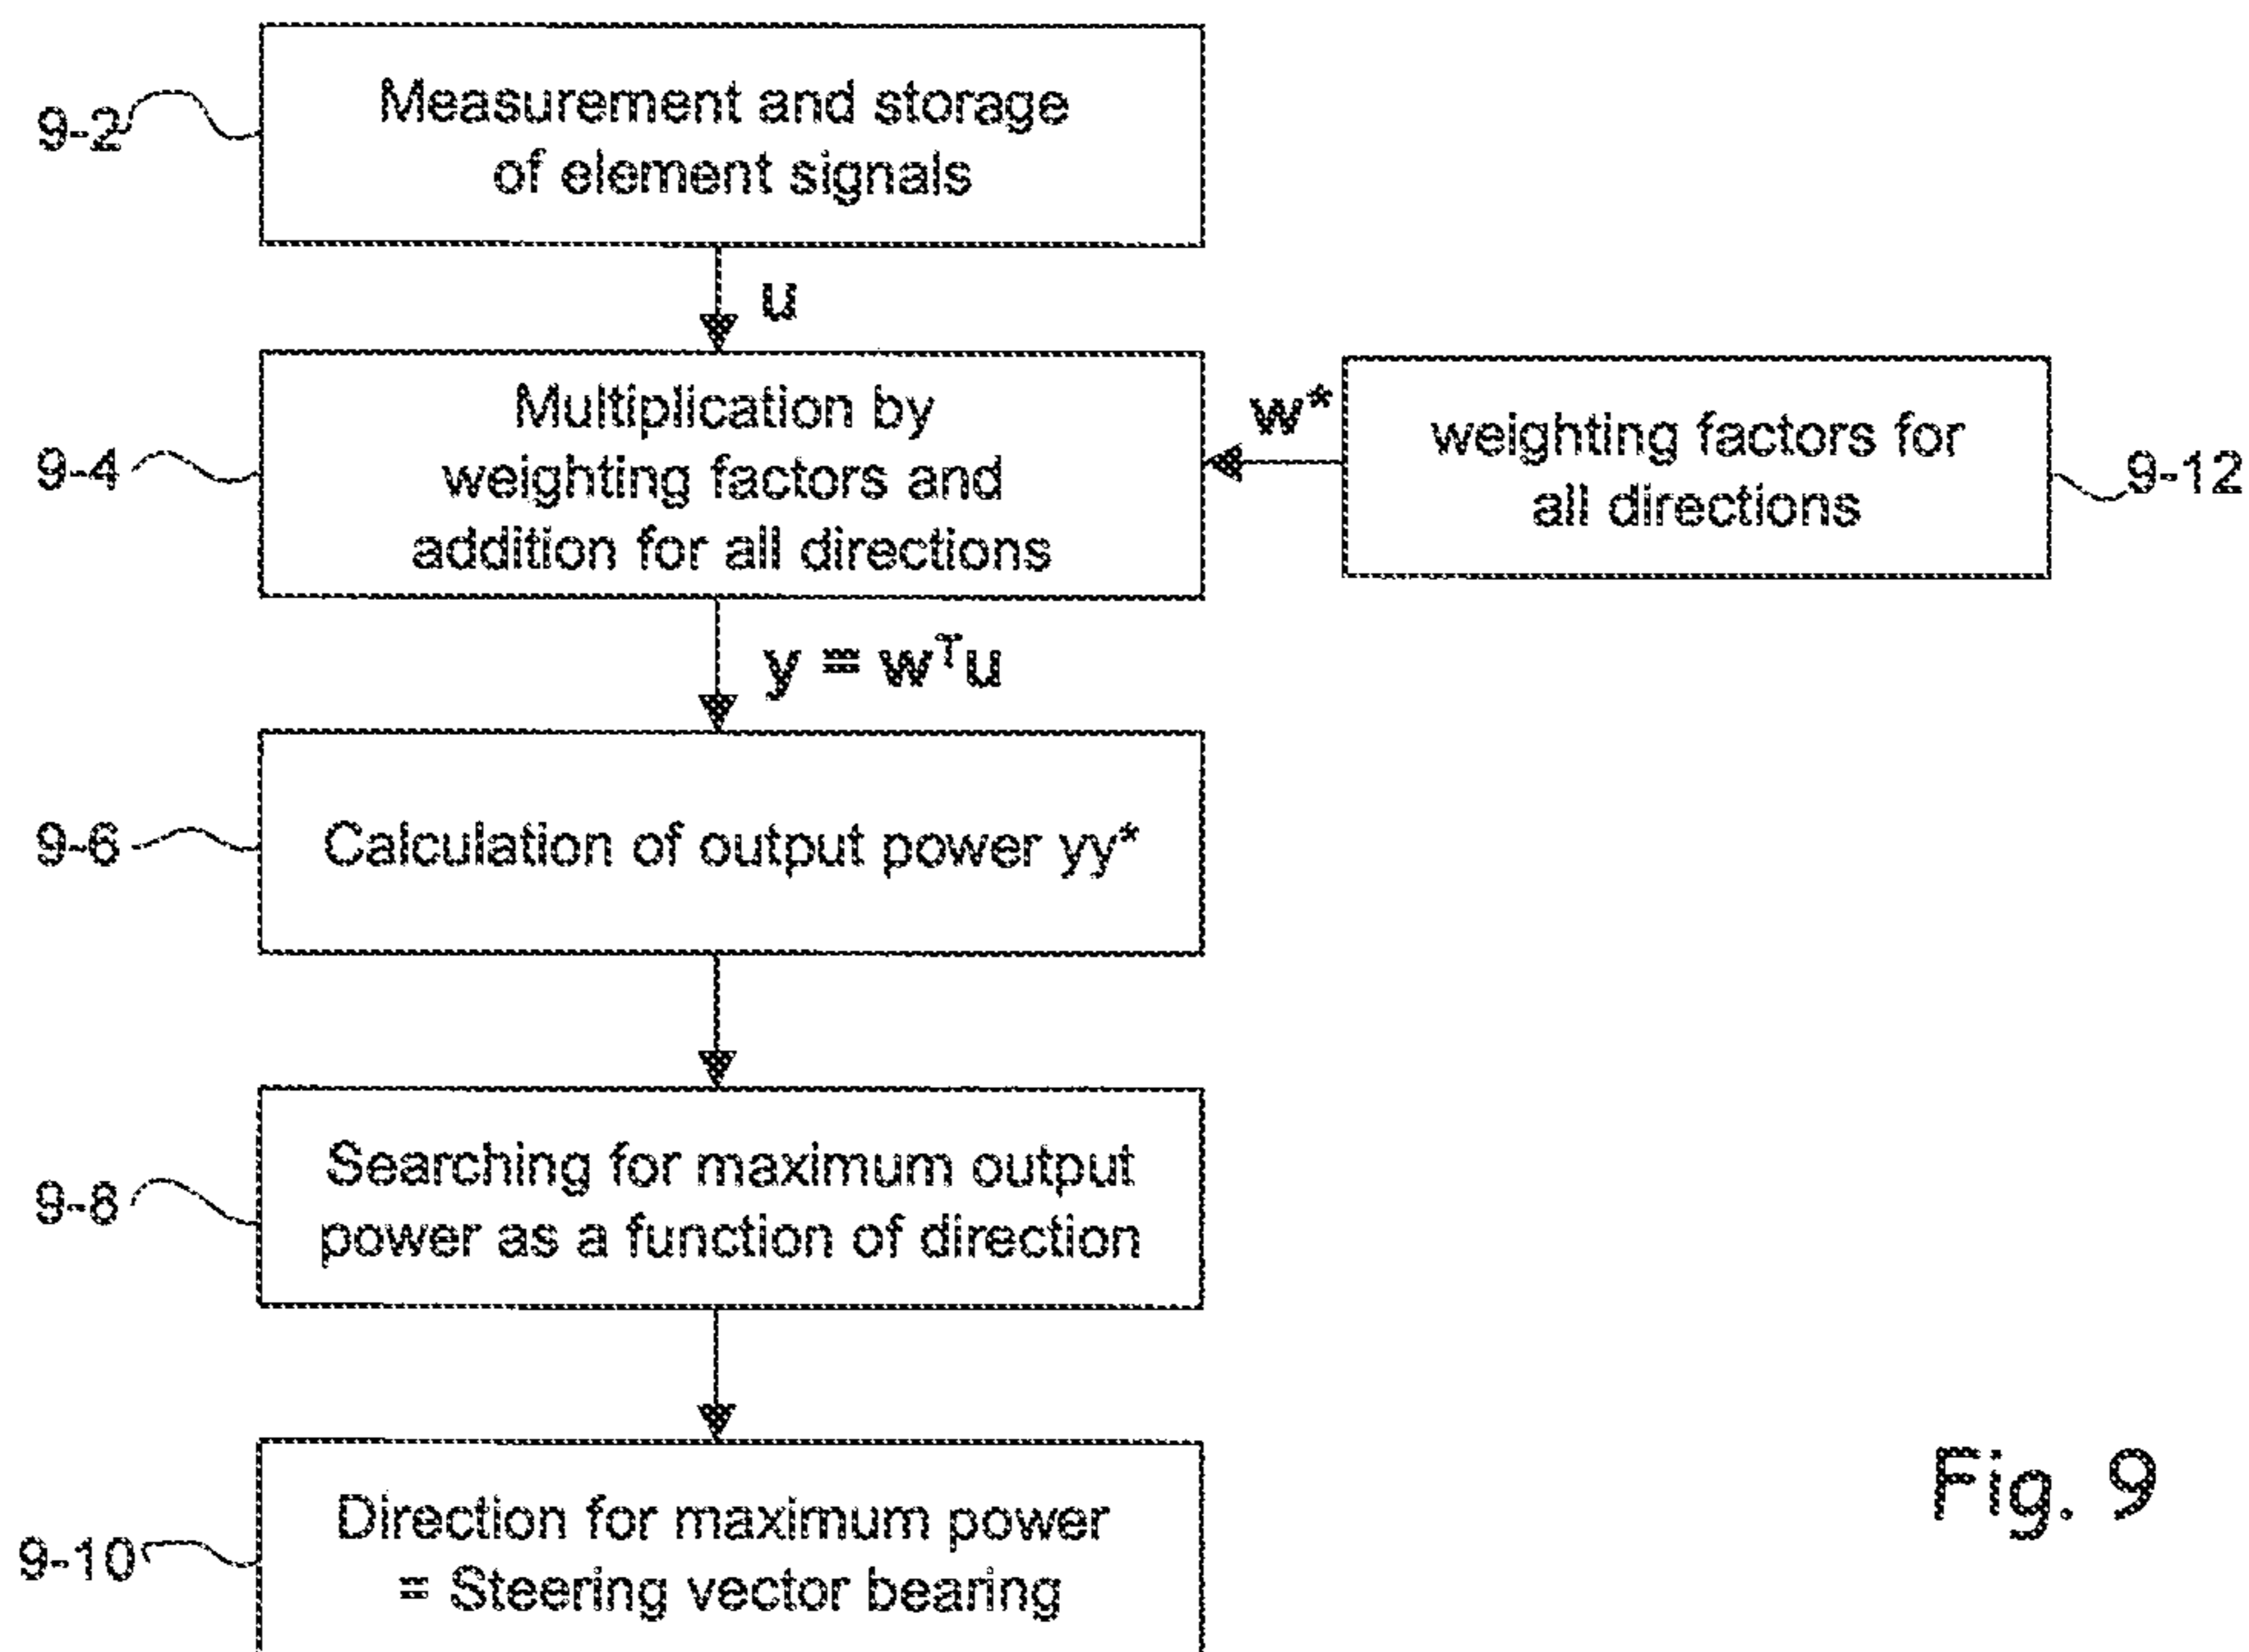 9-2
Measurement and storage
of element signals
u
9-4
Multiplication by
weighting factors and
addition for all directions
w*
weighting factors for
all directions
9-12
y = wᵀu
9-6
Calculation of output power yy*
9-8
Searching for maximum output
power as a function of direction
9-10
Direction for maximum power
= Steering vector bearing
Fig. 9